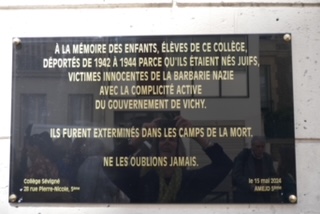 À LA MÉMOIRE DES ENFANTS, ÉLÈVES DE CE COLLÈGE,
DÉPORTÉS DE 1942 À 1944 PARCE QU'ILS ÉTAIENT NÉS JUIFS,
VICTIMES INNOCENTES DE LA BARBARIE NAZIE
AVEC LA COMPLICITÉ ACTIVE
DU GOUVERNEMENT DE VICHY.
ILS FURENT EXTERMINÉS DANS LES CAMPS DE LA MORT.
NE LES OUBLIONS JAMAIS.
Collège Sévigné
28 rue Pierre-Nicole, 5ème
le 15 mai 2024
AMEJD 5ème